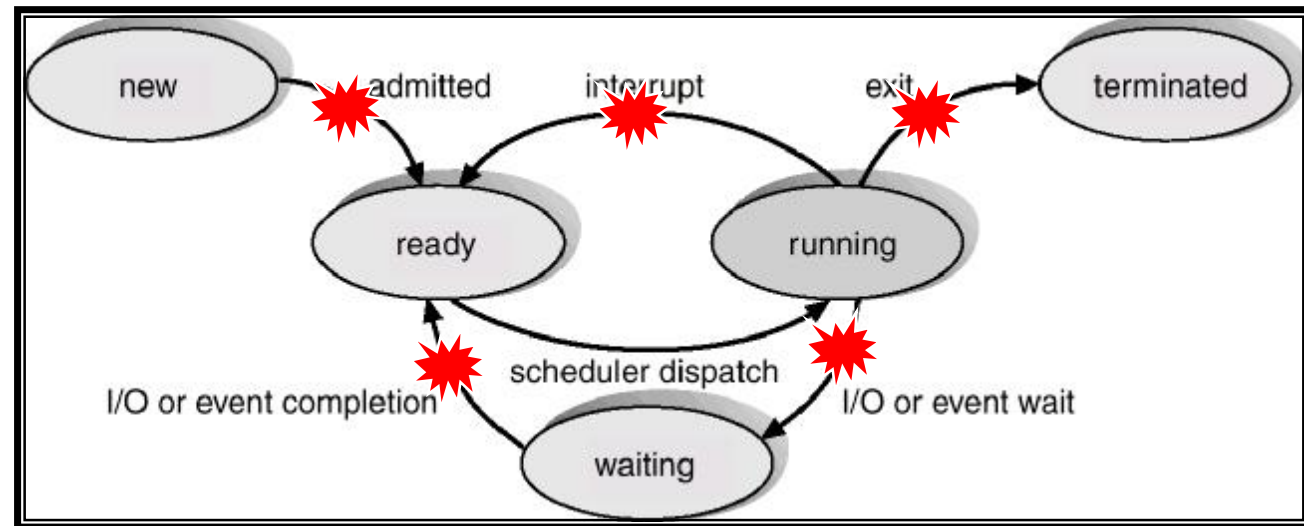 new
admitted
interrupt
exit
terminated
ready
running
scheduler dispatch
I/O or event completion
I/O or event wait
waiting